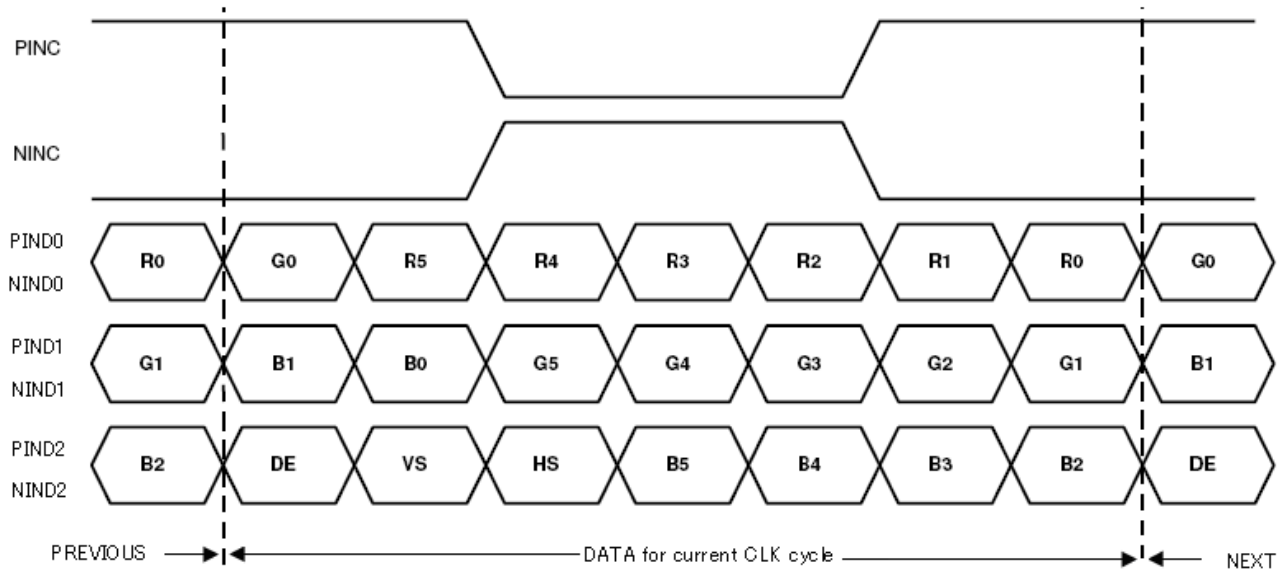 PINC
NINC
PIND0
R0 G0 R5 R4 R3 R2 R1 R0 G0
NIND0
PIND1
G1 B1 B0 G5 G4 G3 G2 G1 B1
NIND1
PIND2
B2 DE VS HS B5 B4 B3 B2 DE
NIND2
PREVIOUS DATA for current CLK cycle NEXT